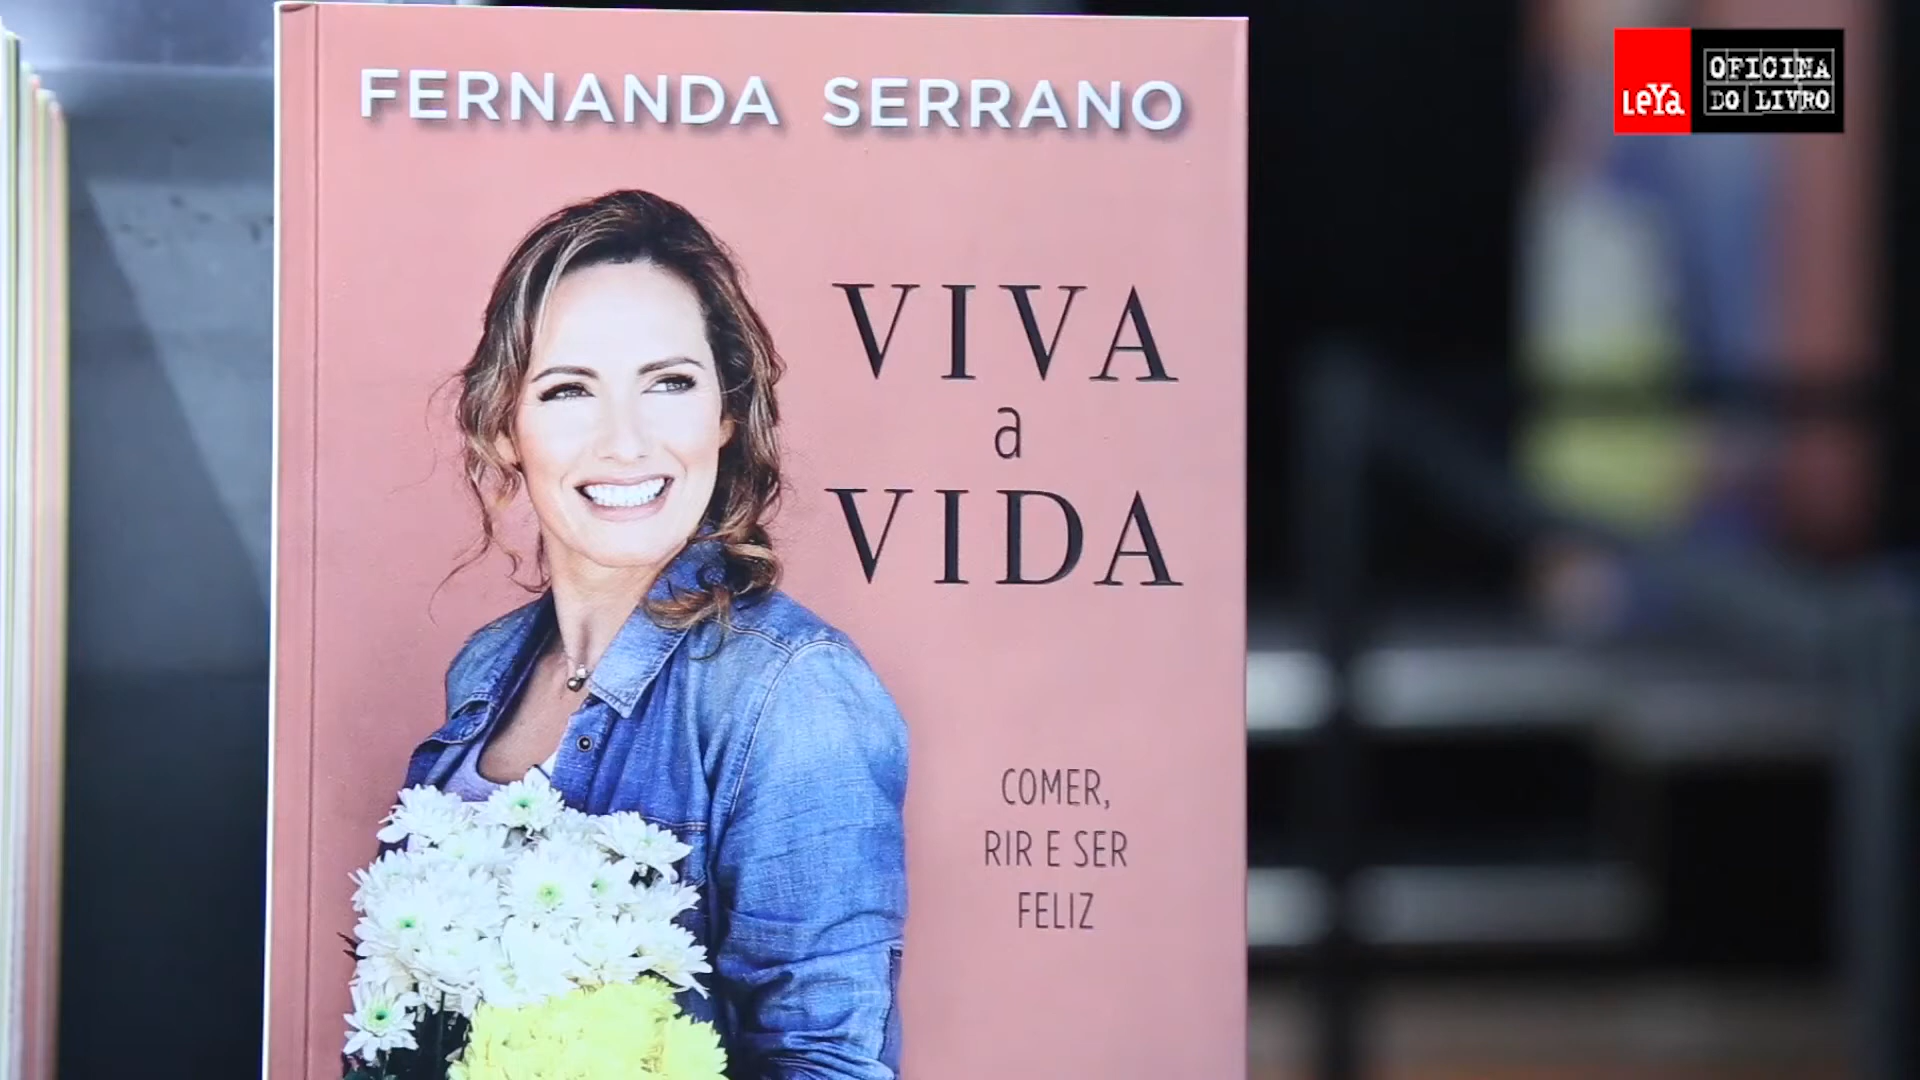 FERNANDA SERRANO
VIVA
a
VIDA
COMER,
RIR E SER
FELIZ
LeYa
OFICINA
DO LIVRO